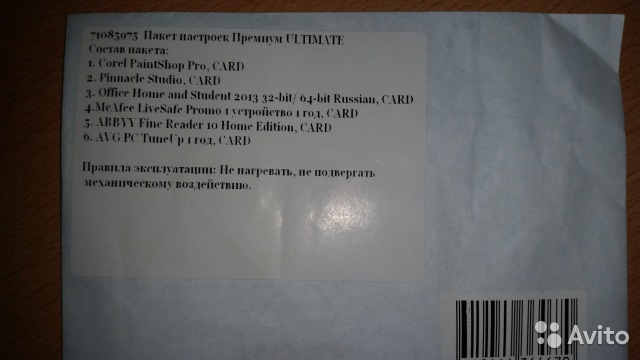 71085975 Пакет настроек Премиум ULTIMATE
Состав пакета:
1. Corel PaintShop Pro, CARD
2. Pinnacle Studio, CARD
3. Office Home and Student 2013 32-bit/ 64-bit Russian, CARD
4.McAfee LiveSafe Promo 1 устройство 1 год, CARD
5. ABBYY Fine Reader 10 Home Edition, CARD
6. AVG PC TuneUp 1 год, CARD
Правила эксплуатации: Не нагревать, не подвергать
механическому воздействию.
Avito